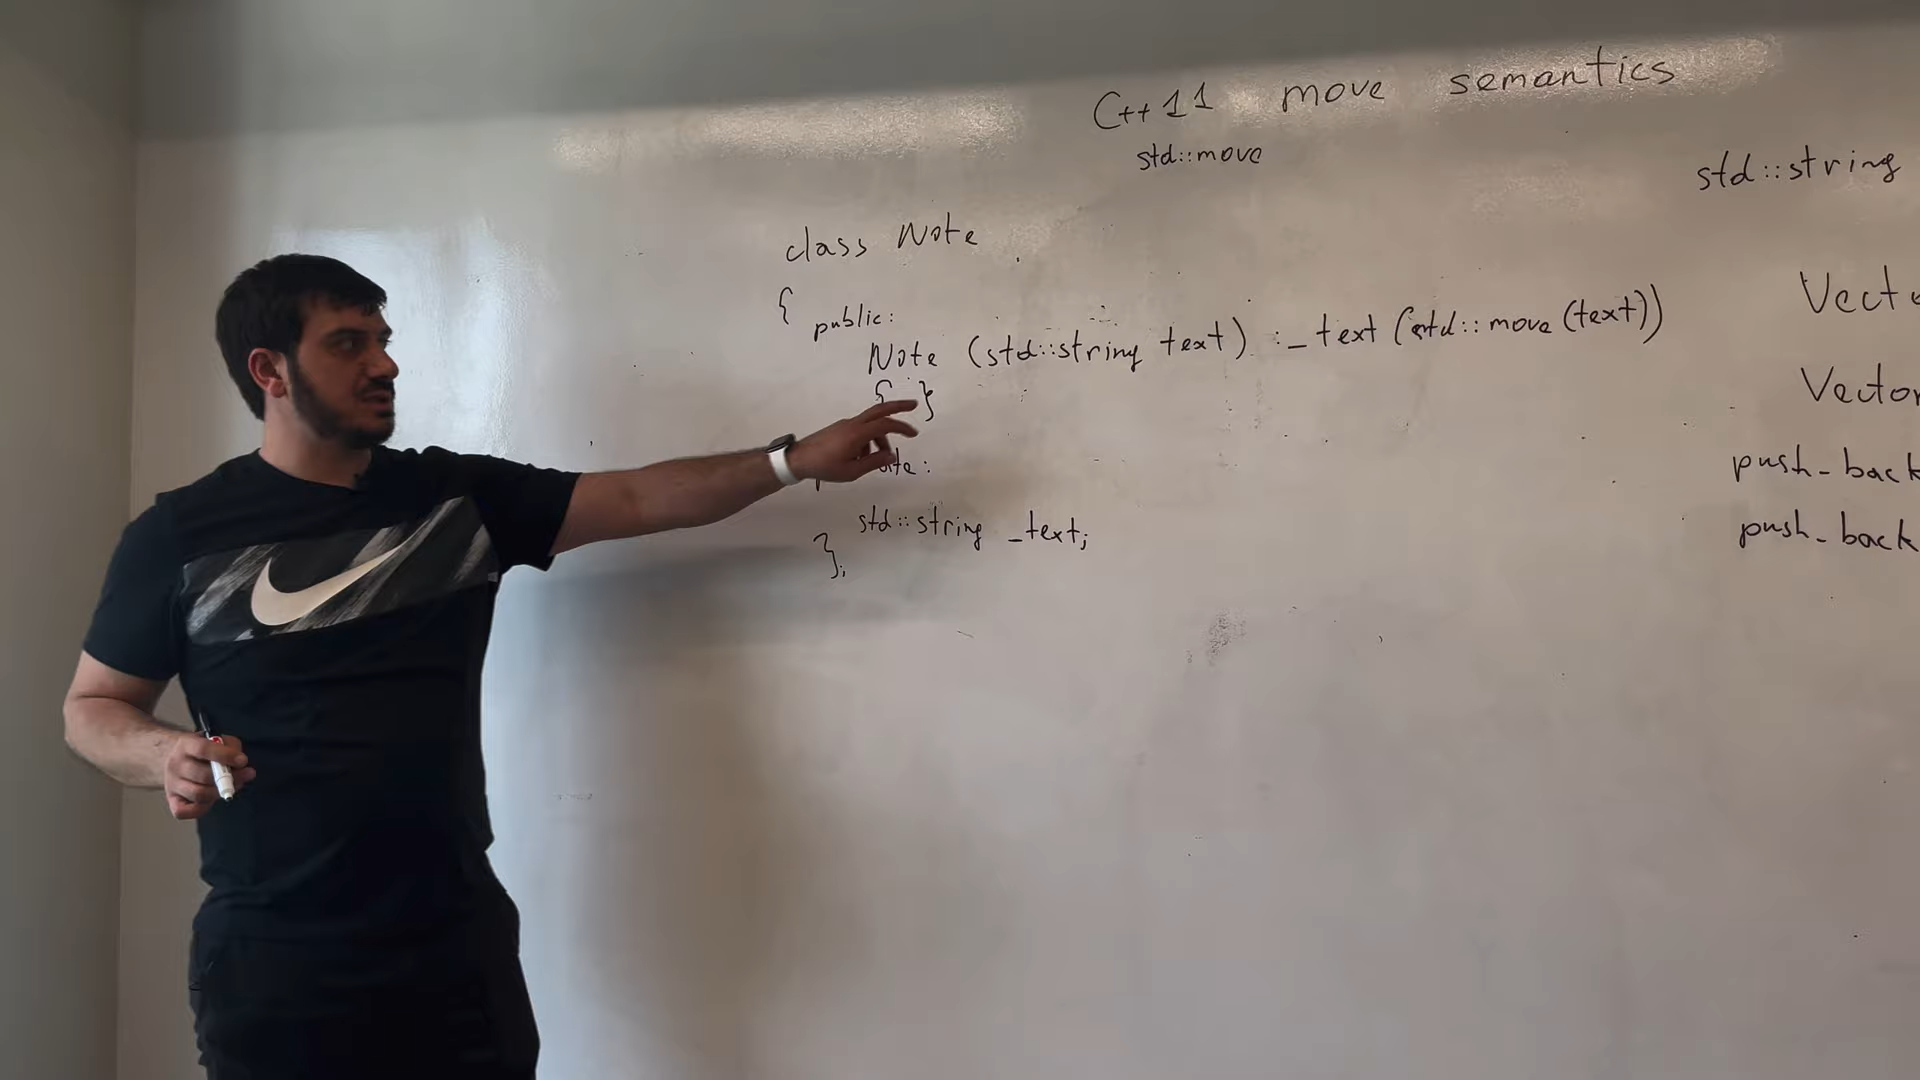 C++11 move semantics
std::move
std::string
class Note
{
public:
Note (std::string text) : _text (std::move (text))
{ }
std::string _text;
};
push_back
push_back